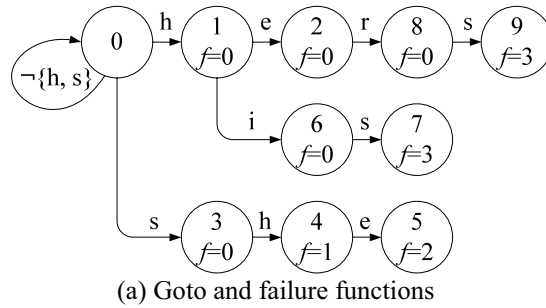 0 h 1 e 2 r 8 s 9
f=0 f=0 f=0 f=3
¬{h, s}
i 6 s 7
f=0 f=3
s 3 h 4 e 5
f=0 f=1 f=2
(a) Goto and failure functions